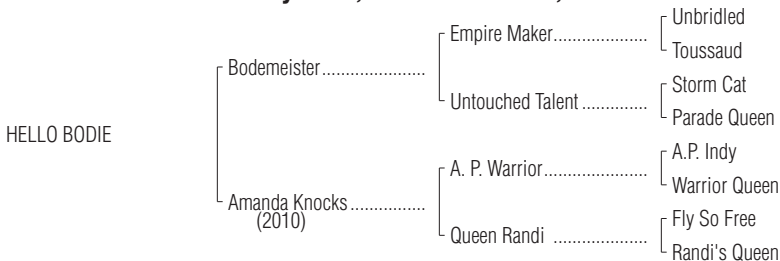 Unbridled
Empire Maker.....................
Toussaud
Bodemeister.......................
Storm Cat
Untouched Talent ...............
Parade Queen
HELLO BODIE
A.P. Indy
A. P. Warrior.......................
Warrior Queen
Amanda Knocks.................
(2010)
Fly So Free
Queen Randi .....................
Randi's Queen